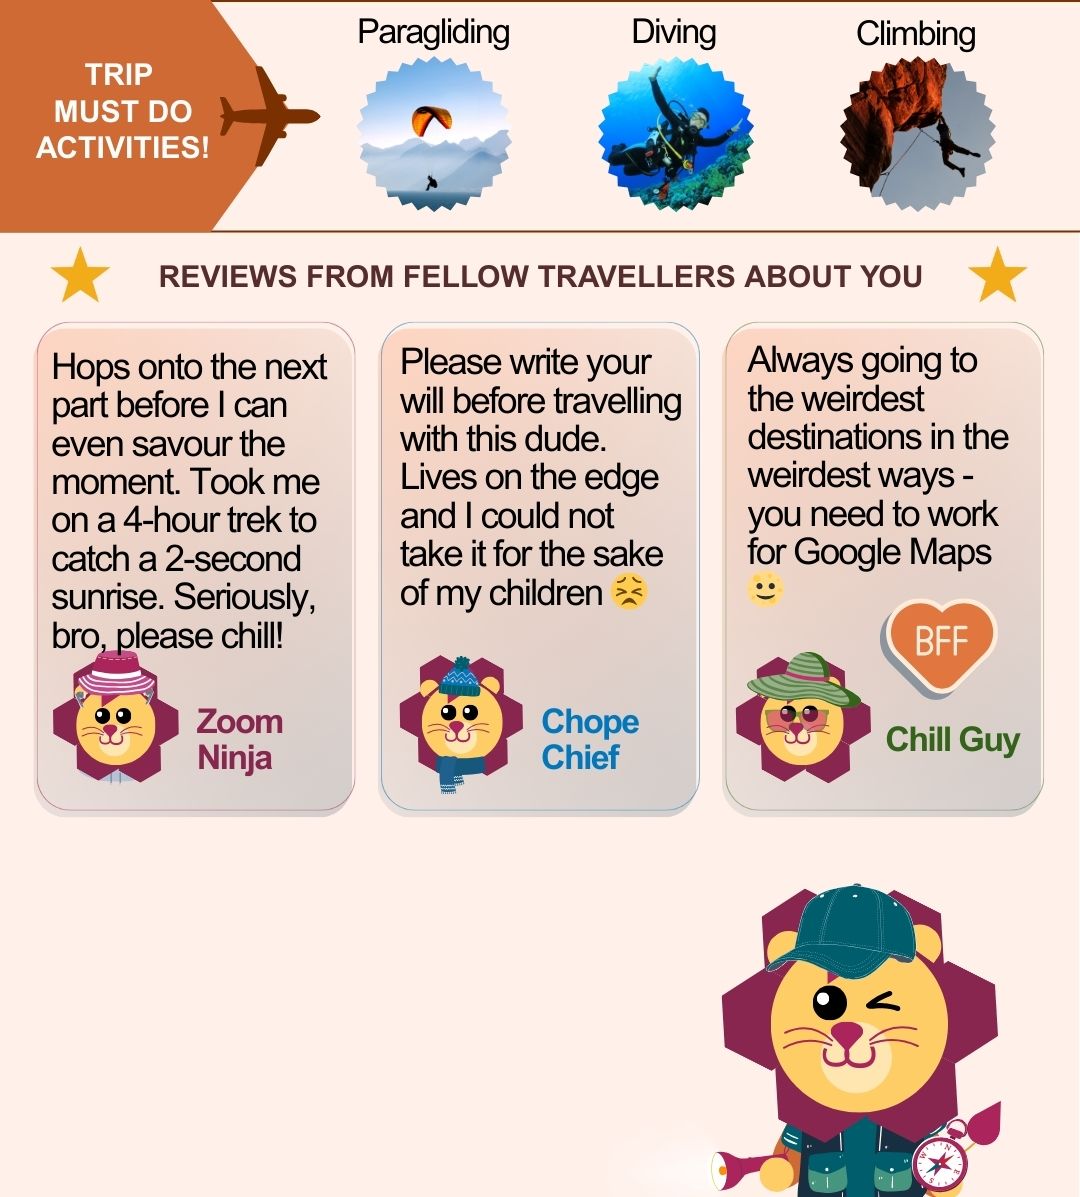 TRIP
MUST DO
ACTIVITIES!
Paragliding
Diving
Climbing
REVIEWS FROM FELLOW TRAVELLERS ABOUT YOU
Hops onto the next
part before I can
even savour the
moment. Took me
on a 4-hour trek to
catch a 2-second
sunrise. Seriously,
bro, please chill!
Zoom
Ninja
Please write your
will before travelling
with this dude.
Lives on the edge
and I could not
take it for the sake
of my children 😣
Chope
Chief
Always going to
the weirdest
destinations in the
weirdest ways -
you need to work
for Google Maps
🙂
BFF
Chill Guy
N
E
S
W